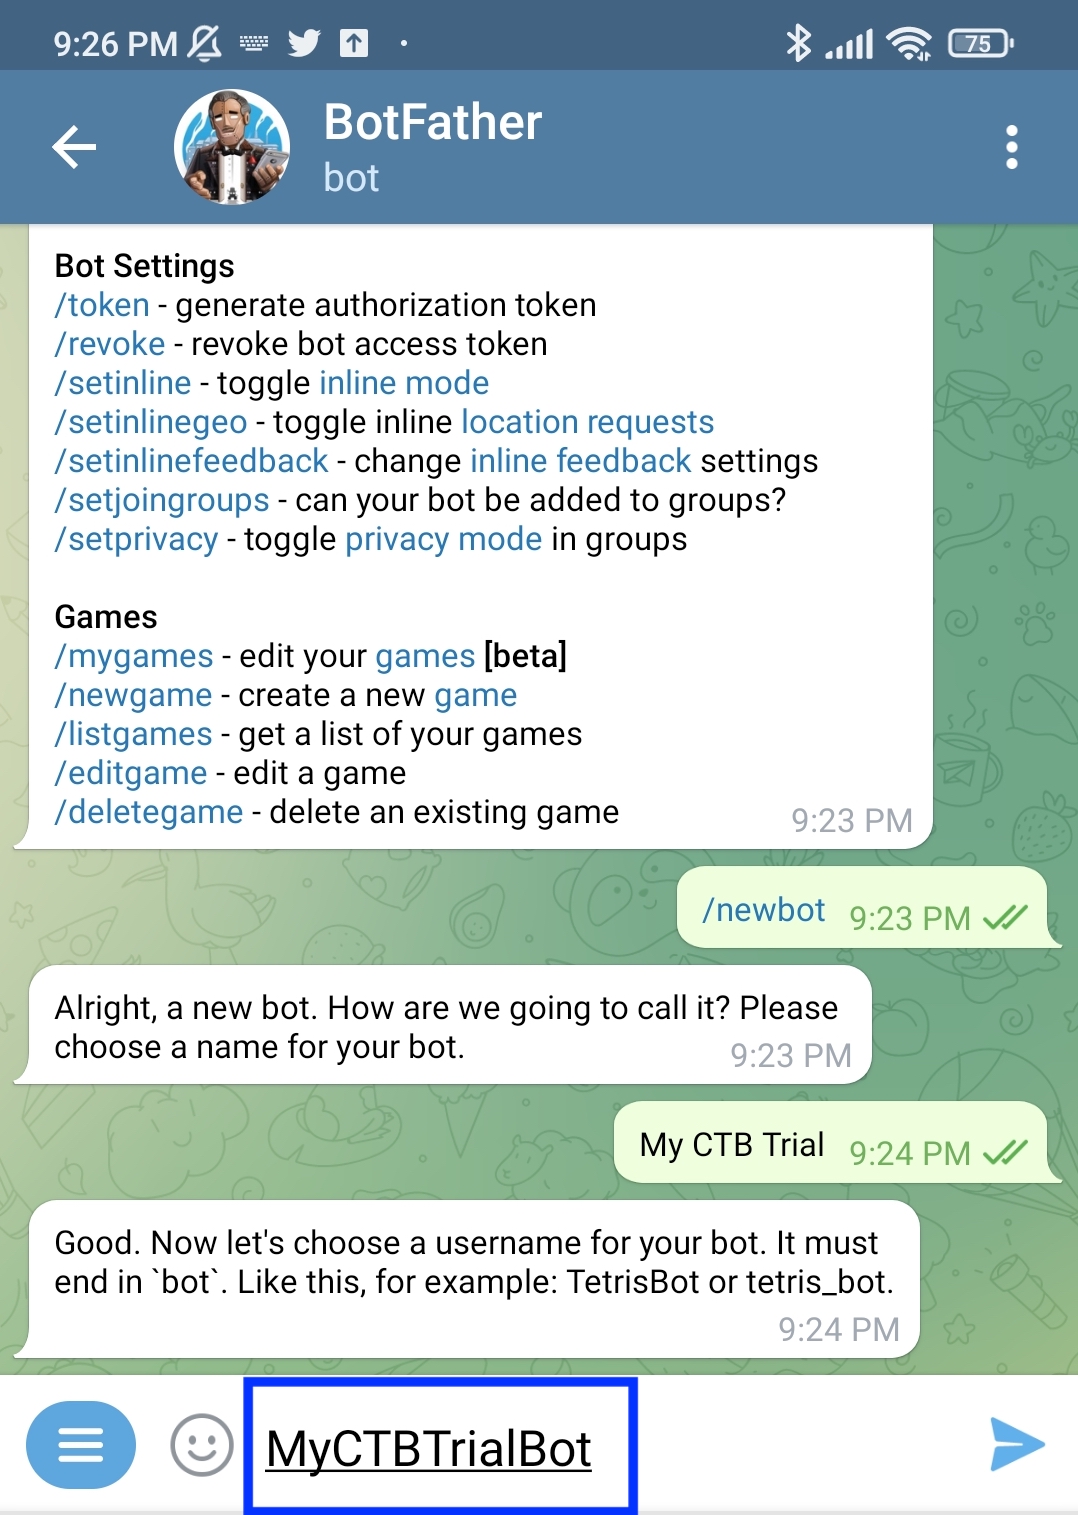 9:26 PM
75
BotFather
bot
Bot Settings
/token - generate authorization token
/revoke - revoke bot access token
/setinline - toggle inline mode
/setinlinegeo - toggle inline location requests
/setinlinefeedback - change inline feedback settings
/setjoingroups - can your bot be added to groups?
/setprivacy - toggle privacy mode in groups
Games
/mygames - edit your games [beta]
/newgame - create a new game
/listgames - get a list of your games
/editgame - edit a game
/deletegame - delete an existing game
9:23 PM
/newbot 9:23 PM
Alright, a new bot. How are we going to call it? Please
choose a name for your bot.
9:23 PM
My CTB Trial 9:24 PM
Good. Now let's choose a username for your bot. It must
end in `bot`. Like this, for example: TetrisBot or tetris_bot.
9:24 PM
MyCTBTrialBot